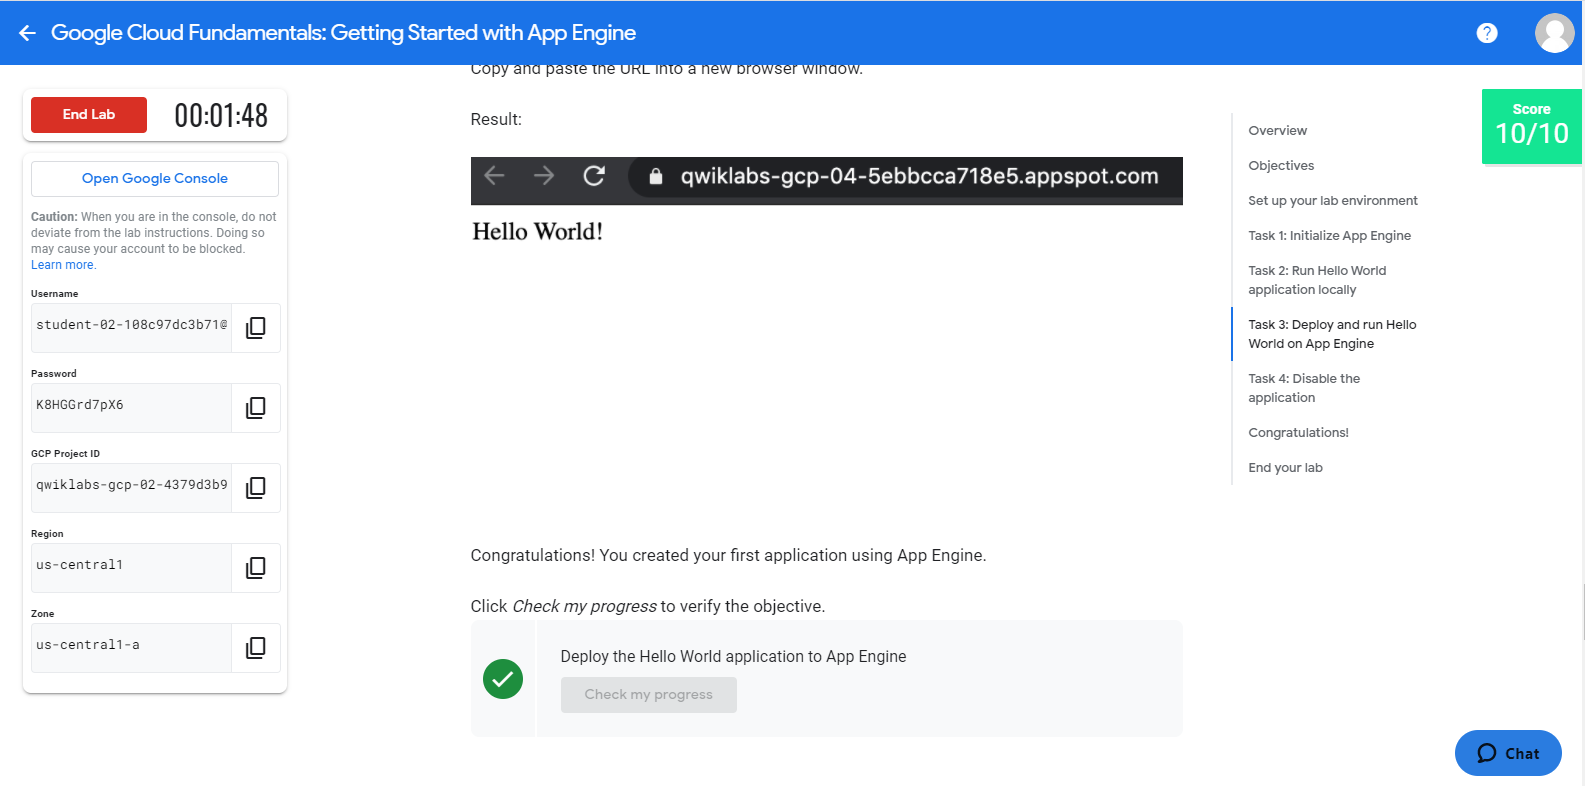 Google Cloud Fundamentals: Getting Started with App Engine
?
End Lab
00:01:48
Open Google Console
Caution: When you are in the console, do not
deviate from the lab instructions. Doing so
may cause your account to be blocked.
Learn more.
Username
student-02-108c97dc3b71@
Password
K8HGGrd7pX6
GCP Project ID
qwiklabs-gcp-02-4379d3b9
Region
us-central1
Zone
us-central1-a
Copy and paste the URL into a new browser window.
Result:
qwiklabs-gcp-04-5ebbcca718e5.appspot.com
Hello World!
Congratulations! You created your first application using App Engine.
Click Check my progress to verify the objective.
Deploy the Hello World application to App Engine
Check my progress
Overview
Objectives
Set up your lab environment
Task 1: Initialize App Engine
Task 2: Run Hello World
application locally
Task 3: Deploy and run Hello
World on App Engine
Task 4: Disable the
application
Congratulations!
End your lab
Score
10/10
Chat